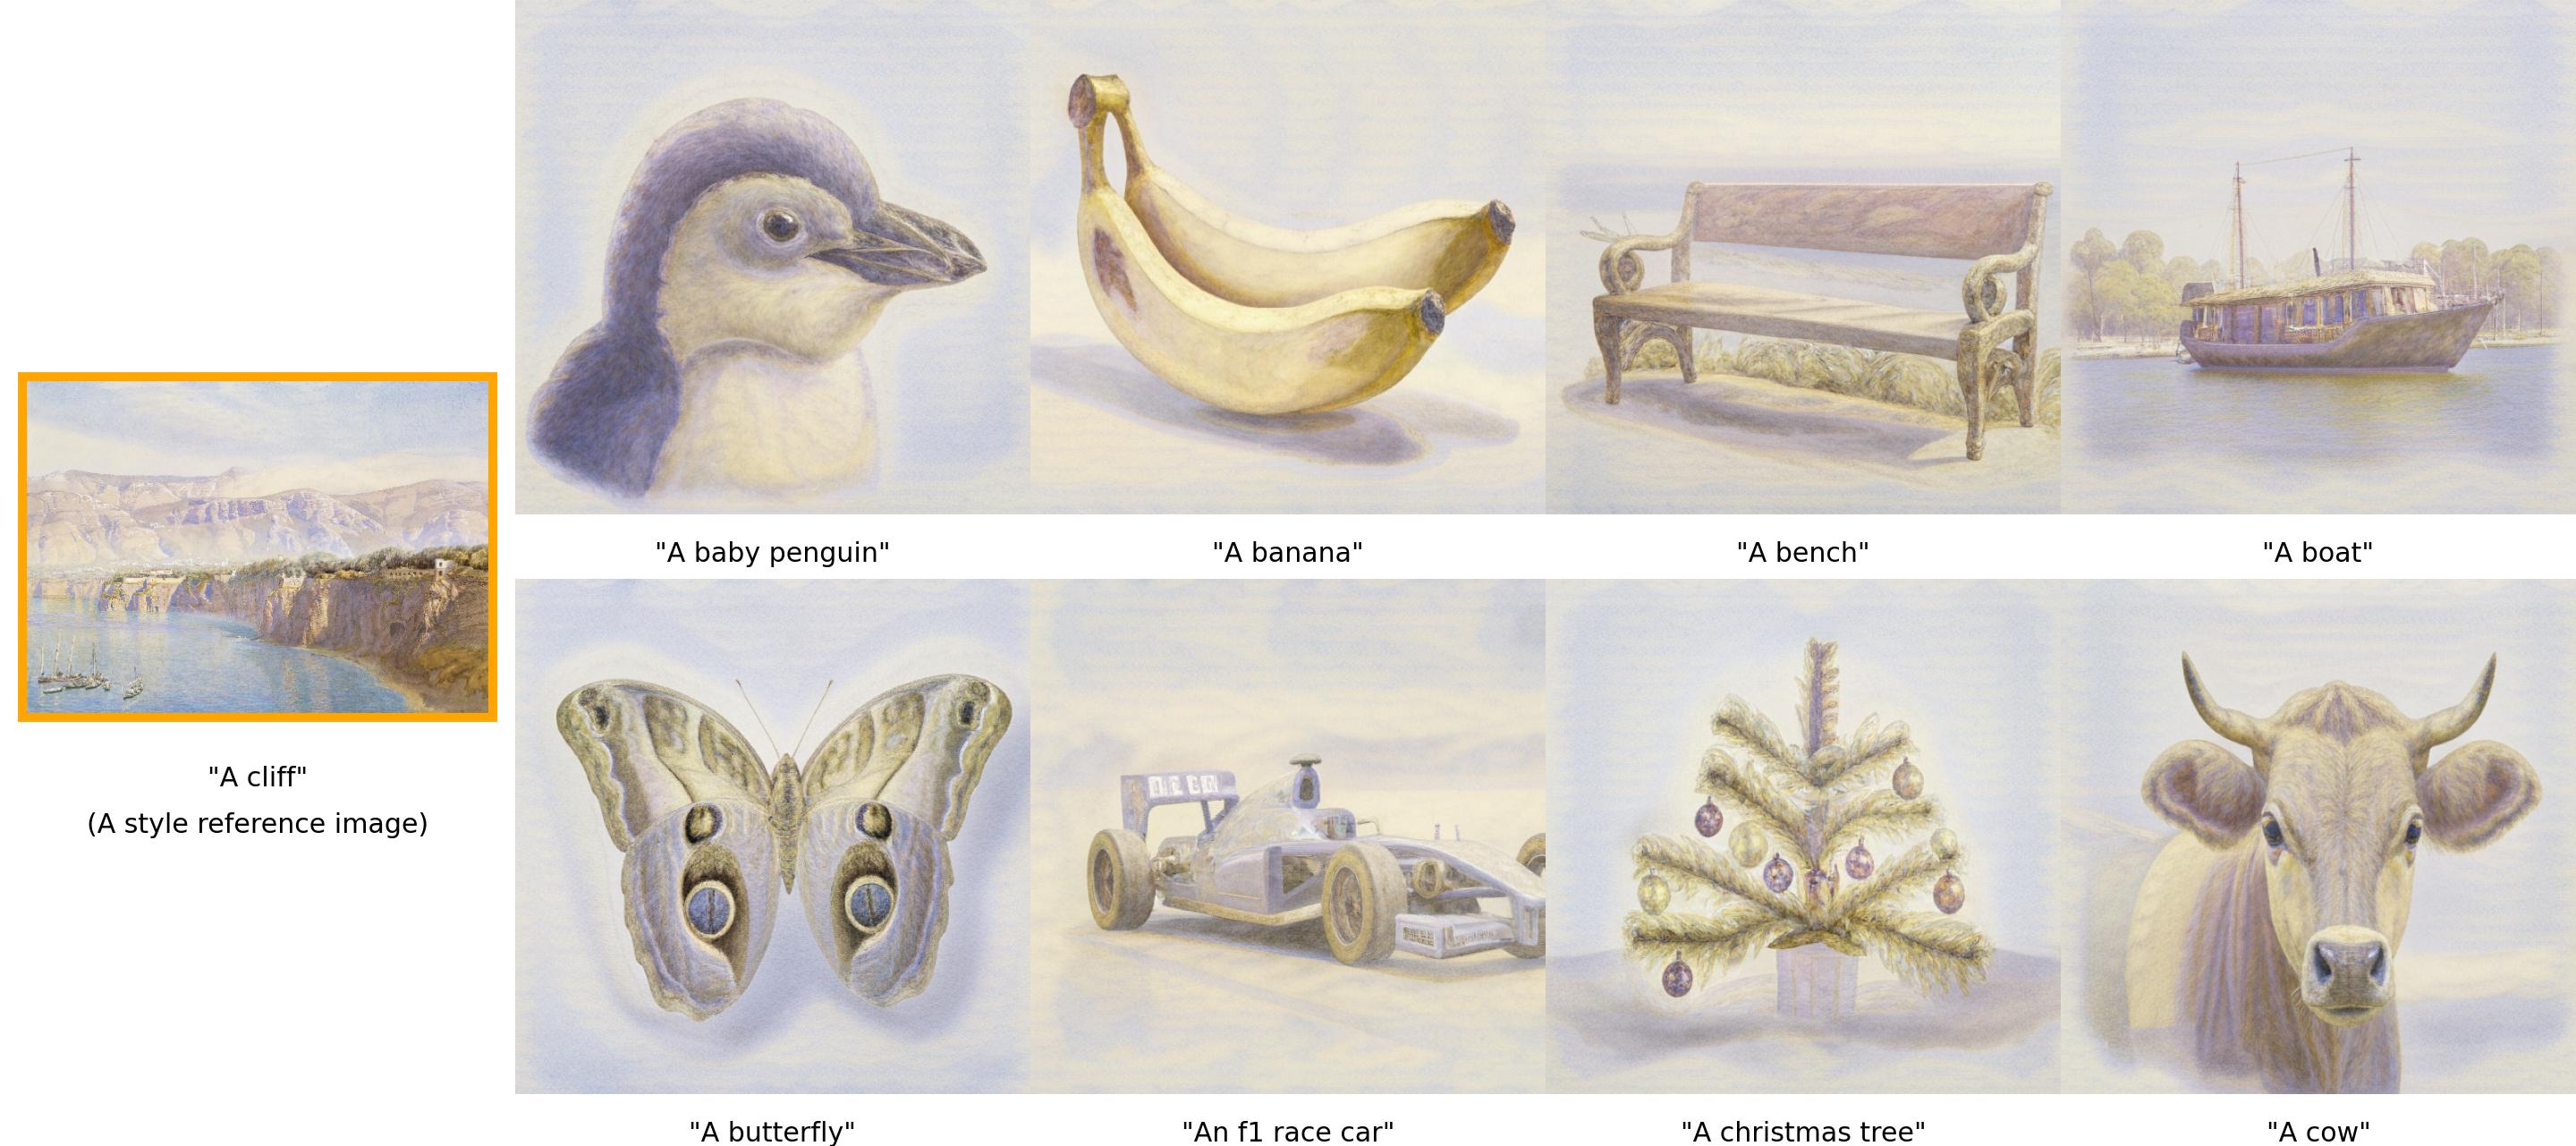 "A cliff"
(A style reference image)
"A baby penguin"
"A banana"
"A bench"
"A boat"
"A butterfly"
"An f1 race car"
"A christmas tree"
"A cow"